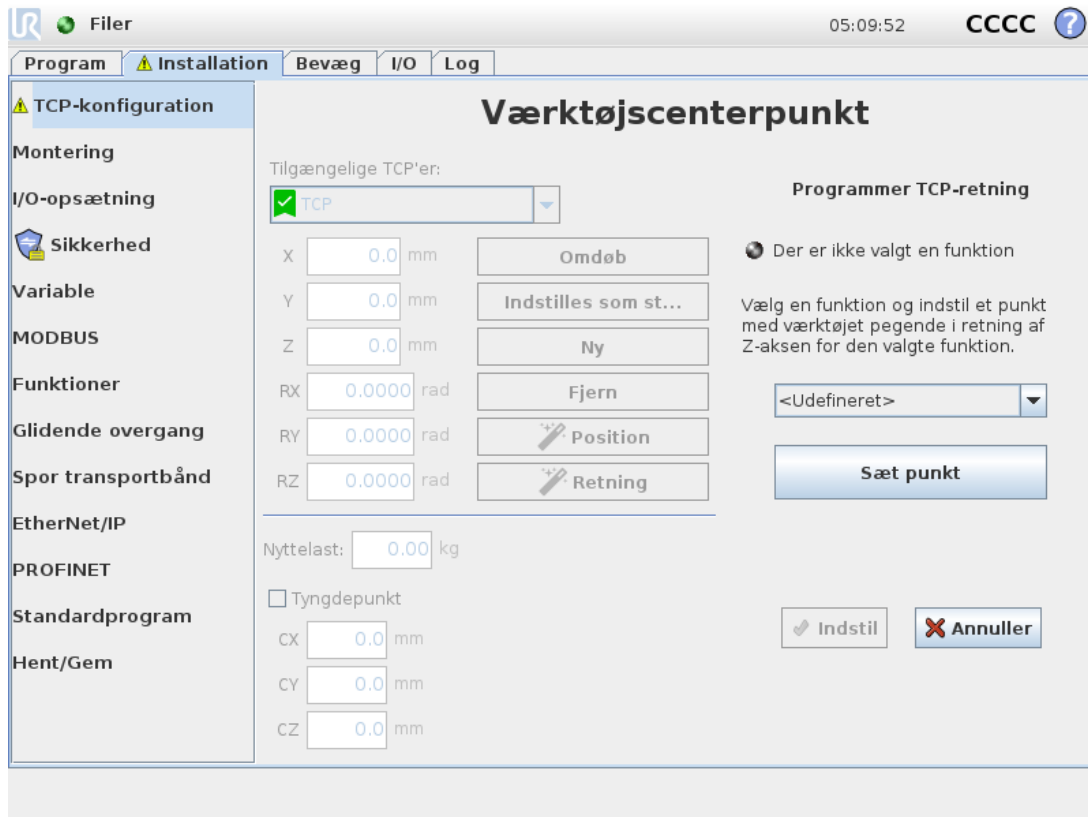 UR Filer 05:09:52 CCCC ?
Program Installation Bevæg I/O Log
TCP-konfiguration
Montering
I/O-opsætning
Sikkerhed
Variable
MODBUS
Funktioner
Glidende overgang
Spor transportbånd
EtherNet/IP
PROFINET
Standardprogram
Hent/Gem
Værktøjscenterpunkt
Tilgængelige TCP'er:
TCP
X 0.0 mm Omdøb
Y 0.0 mm Indstilles som st...
Z 0.0 mm Ny
RX 0.0000 rad Fjern
RY 0.0000 rad Position
RZ 0.0000 rad Retning
Nyttelast: 0.00 kg
Tyngdepunkt
CX 0.0 mm
CY 0.0 mm
CZ 0.0 mm
Programmer TCP-retning
Der er ikke valgt en funktion
Vælg en funktion og indstil et punkt
med værktøjet pegende i retning af
Z-aksen for den valgte funktion.
<Udefineret>
Sæt punkt
Indstil Annuller